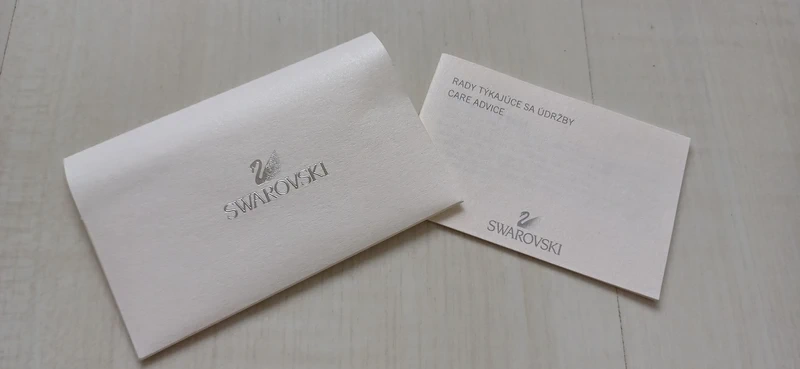 SWAROVSKI
RADY TÝKAJÚCE SA ÚDRŽBY
CARE ADVICE
SWAROVSKI